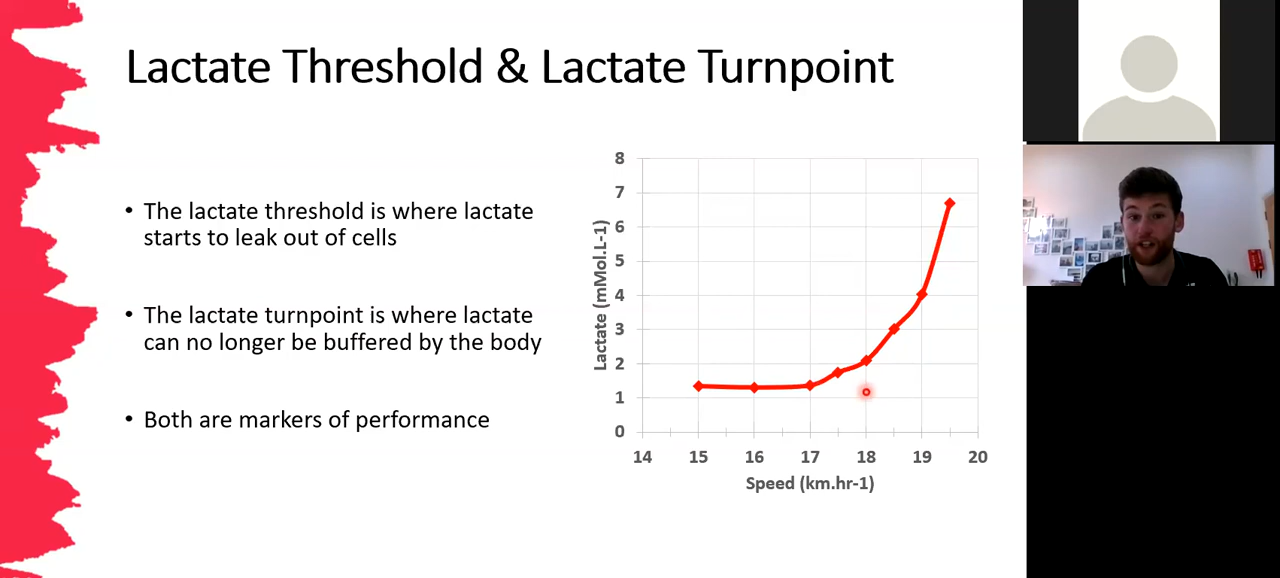 Lactate Threshold & Lactate Turnpoint
• The lactate threshold is where lactate
starts to leak out of cells
• The lactate turnpoint is where lactate
can no longer be buffered by the body
• Both are markers of performance
8
7
6
5
4
3
2
1
0
Lactate (mMol.L-1)
14 15 16 17 18 19 20
Speed (km.hr-1)